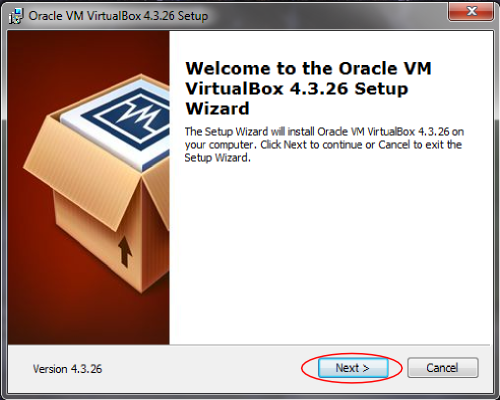 Oracle VM VirtualBox 4.3.26 Setup
Welcome to the Oracle VM
VirtualBox 4.3.26 Setup
Wizard
The Setup Wizard will install Oracle VM VirtualBox 4.3.26 on
your computer. Click Next to continue or Cancel to exit the
Setup Wizard.
Version 4.3.26
Next >
Cancel